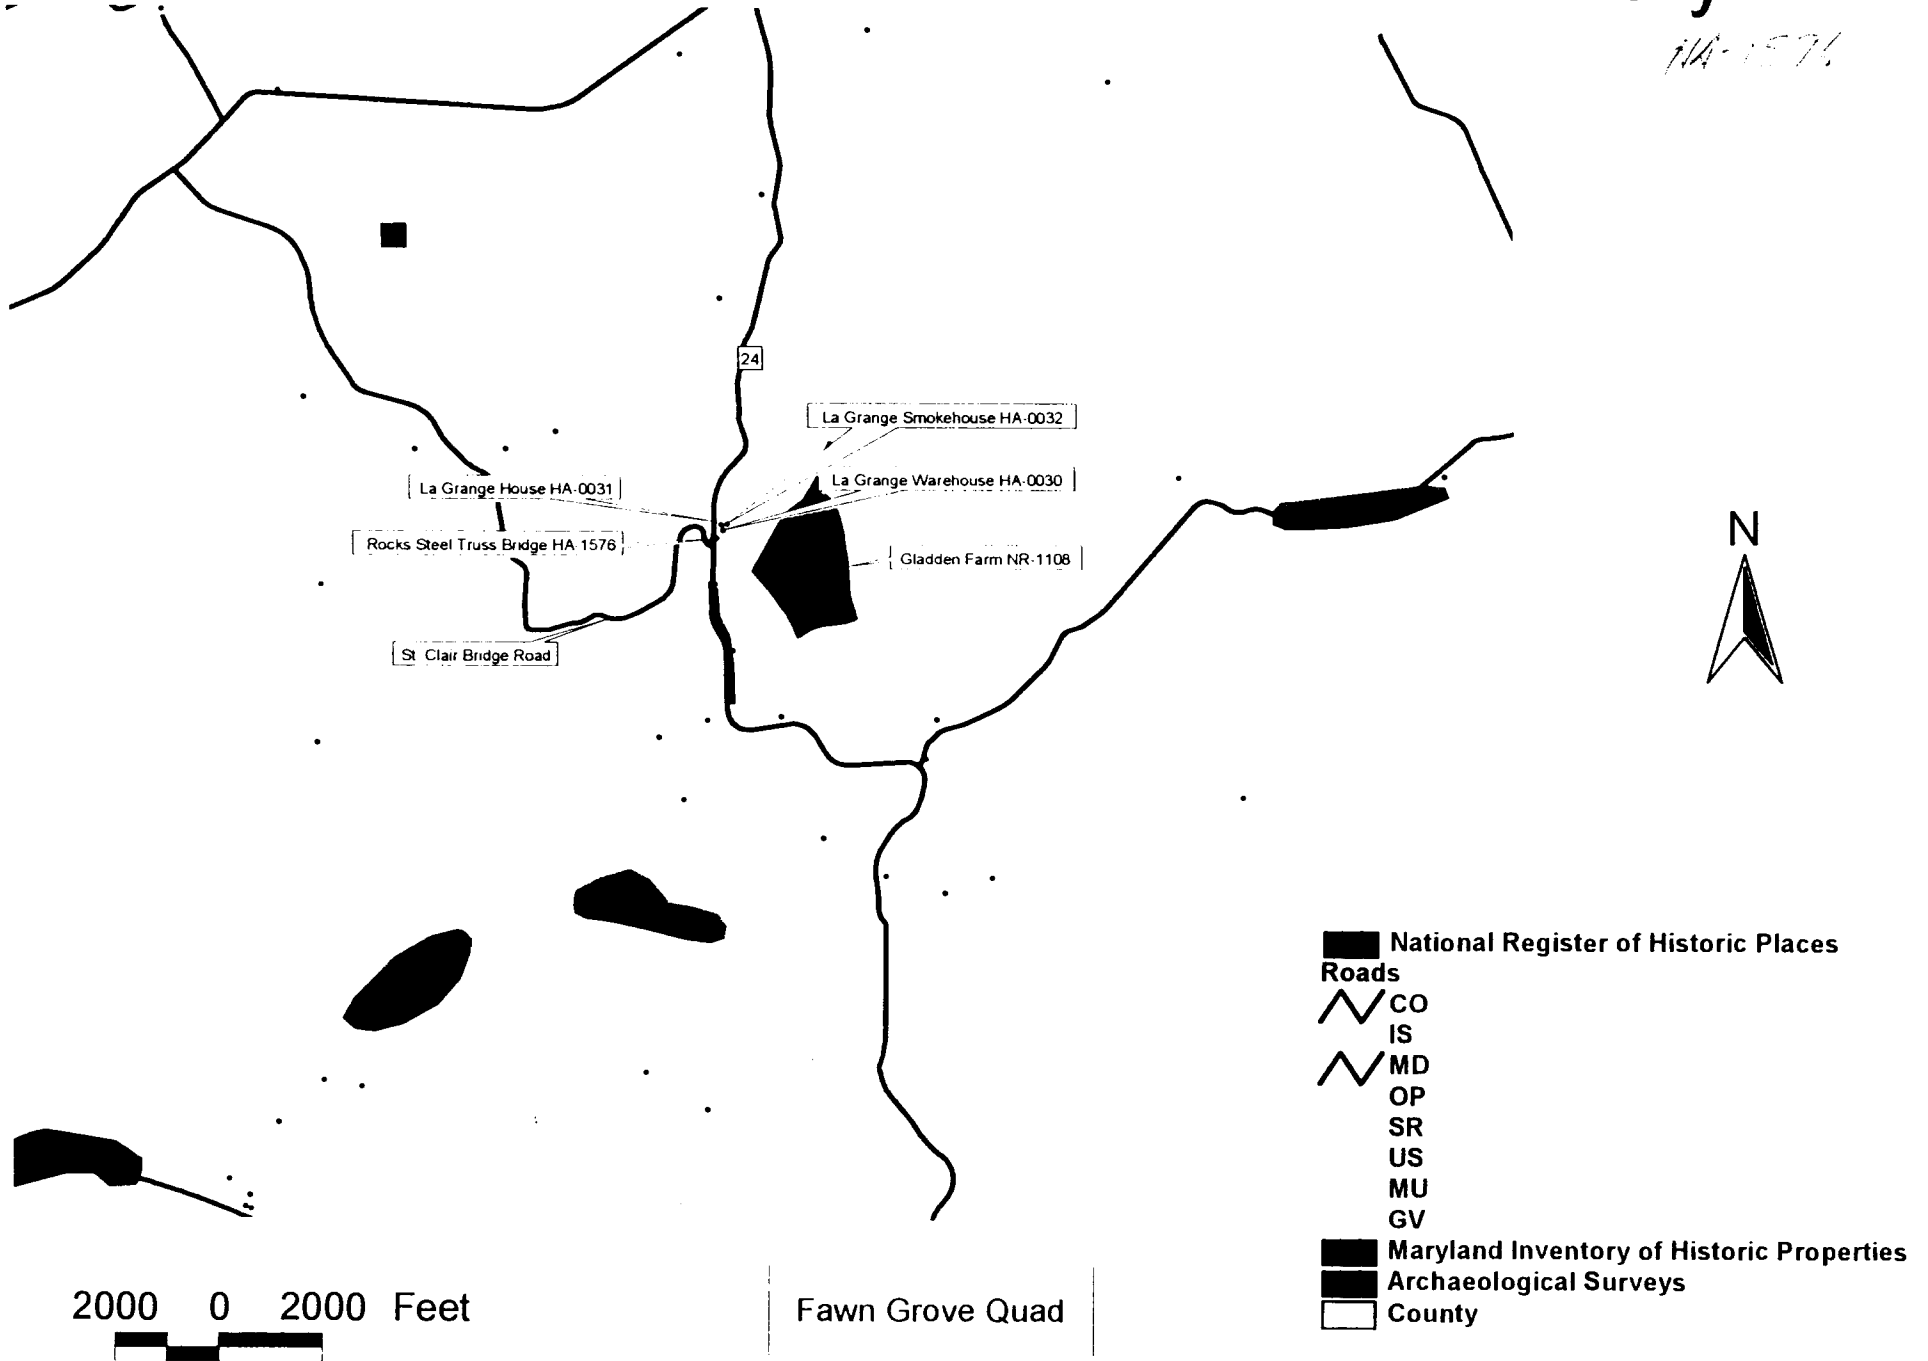 HA-1576
24
La Grange Smokehouse HA-0032
La Grange House HA-0031
La Grange Warehouse HA-0030
Rocks Steel Truss Bridge HA-1576
Gladden Farm NR-1108
St Clair Bridge Road
N
National Register of Historic Places
Roads
CO
IS
MD
OP
SR
US
MU
GV
Maryland Inventory of Historic Properties
Archaeological Surveys
County
2000 0 2000 Feet
Fawn Grove Quad